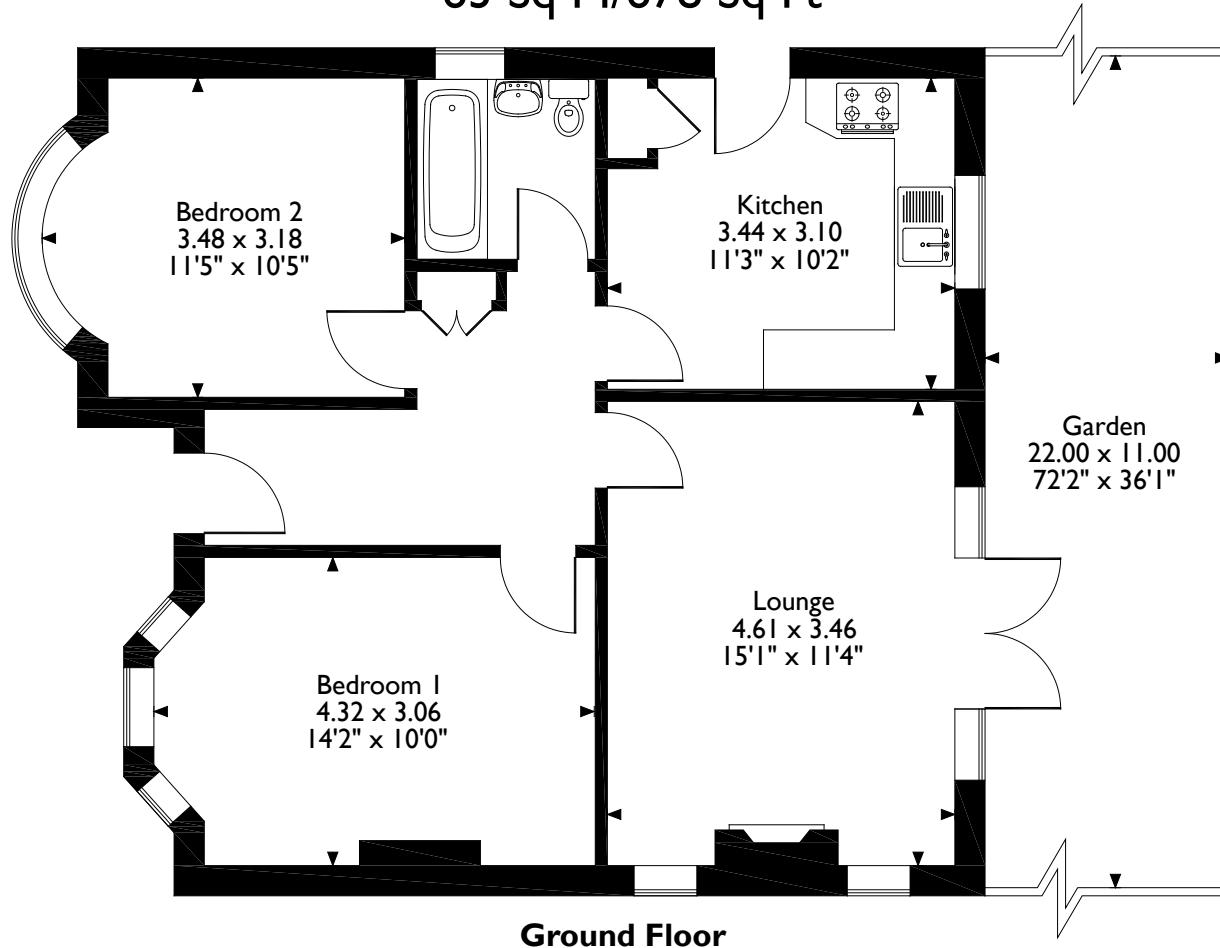 Bedroom 2
3.48 x 3.18
11'5" x 10'5"
Kitchen
3.44 x 3.10
11'3" x 10'2"
Garden
22.00 x 11.00
72'2" x 36'1"
Lounge
4.61 x 3.46
15'1" x 11'4"
Bedroom 1
4.32 x 3.06
14'2" x 10'0"
Ground Floor